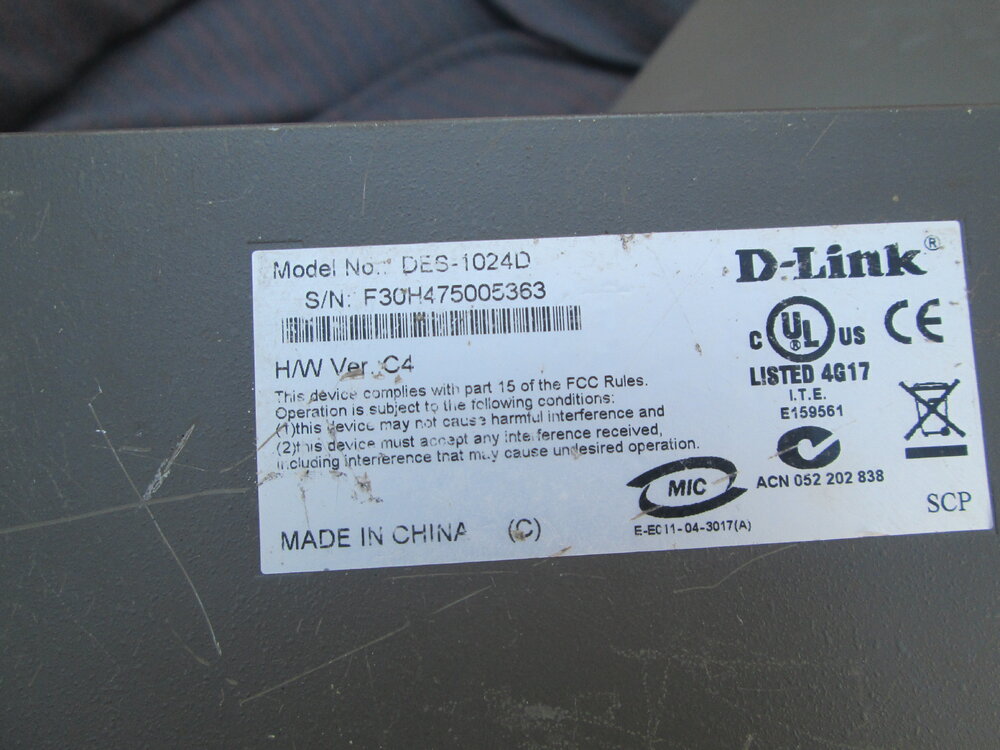 Model No.: DES-1024D
S/N: F30H475005363
H/W Ver.:C4
This device complies with part 15 of the FCC Rules.
Operation is subject to the following conditions:
(1)this device may not cause harmful interference and
(2)this device must accept any interference received,
including interference that may cause undesired operation.
MADE IN CHINA (C)
D-Link®
C UL® US CE
LISTED 4G17
I.T.E.
E159561
ACN 052 202 838
MIC
E-E011-04-3017(A)
SCP